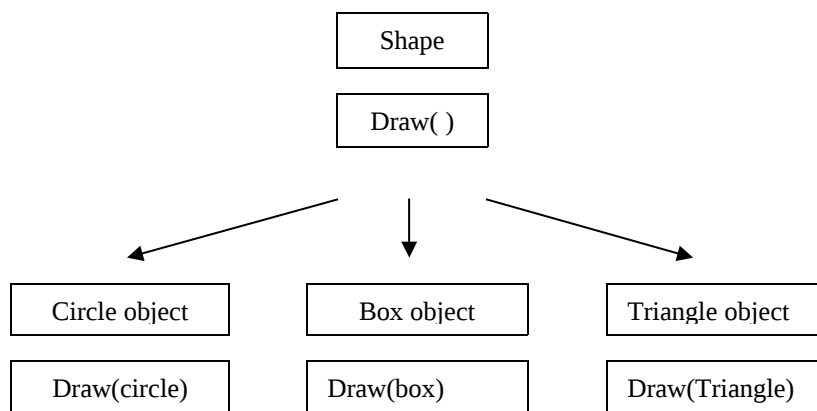 Shape
Draw( )
Circle object
Box object
Triangle object
Draw(circle)
Draw(box)
Draw(Triangle)